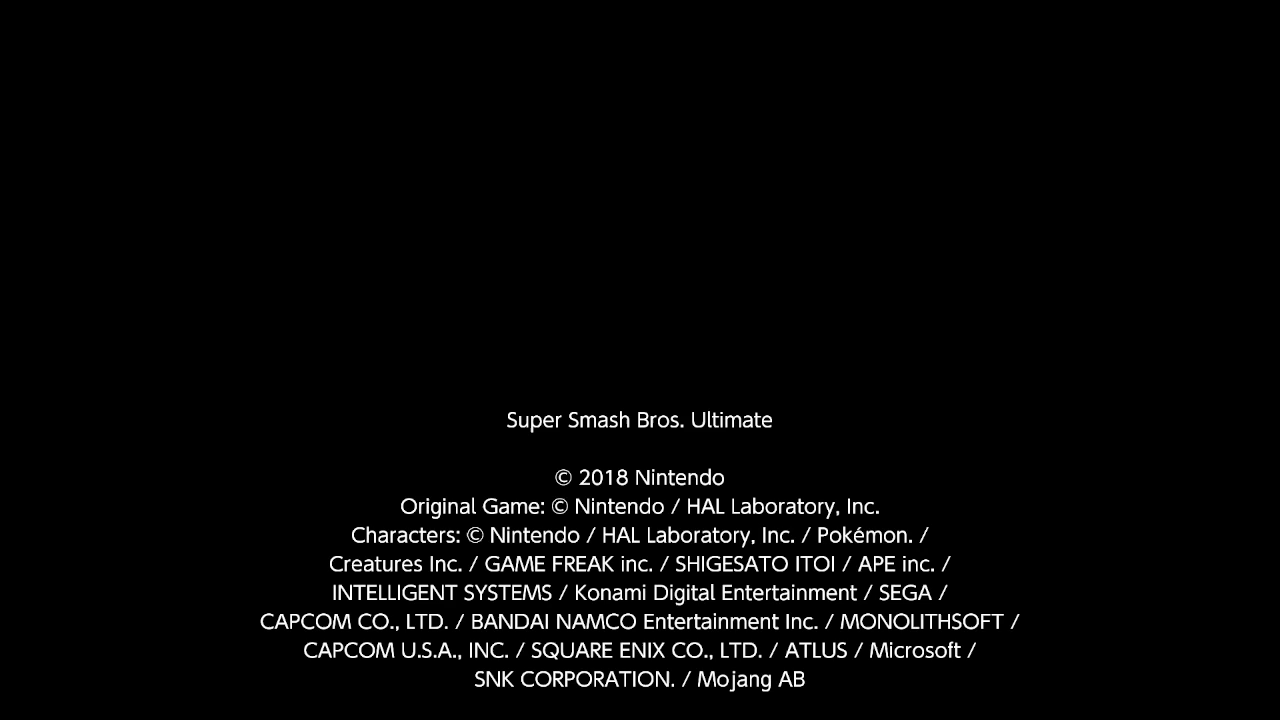 Super Smash Bros. Ultimate
© 2018 Nintendo
Original Game: © Nintendo / HAL Laboratory, Inc.
Characters: © Nintendo / HAL Laboratory, Inc. / Pokémon. /
Creatures Inc. / GAME FREAK inc. / SHIGESATO ITOI / APE inc. /
INTELLIGENT SYSTEMS / Konami Digital Entertainment / SEGA /
CAPCOM CO., LTD. / BANDAI NAMCO Entertainment Inc. / MONOLITHSOFT /
CAPCOM U.S.A., INC. / SQUARE ENIX CO., LTD. / ATLUS / Microsoft /
SNK CORPORATION. / Mojang AB